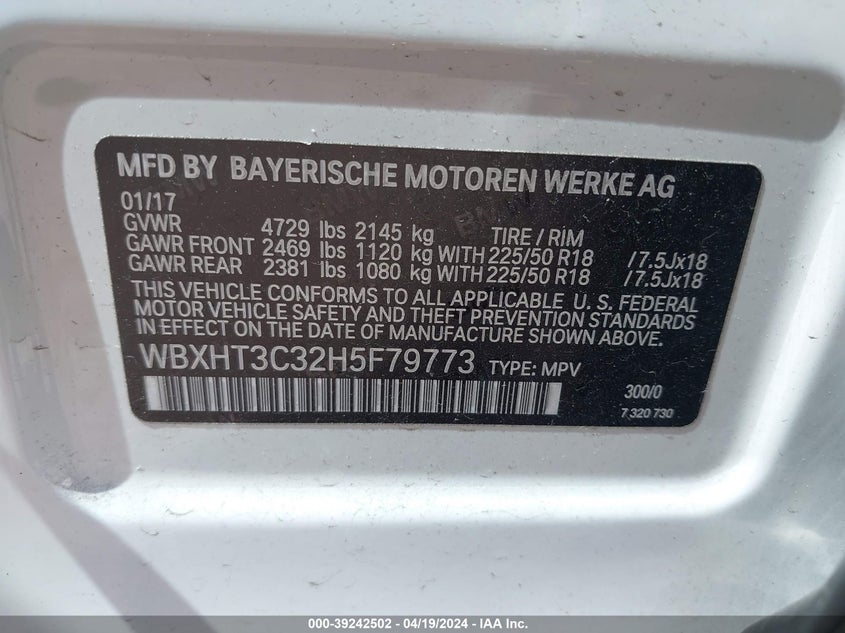 MFD BY BAYERISCHE MOTOREN WERKE AG
01/17
GVWR 4729 lbs 2145 kg TIRE / RIM
GAWR FRONT 2469 lbs 1120 kg WITH 225/50 R18 / 7.5Jx18
GAWR REAR 2381 lbs 1080 kg WITH 225/50 R18 / 7.5Jx18
THIS VEHICLE CONFORMS TO ALL APPLICABLE U. S. FEDERAL
MOTOR VEHICLE SAFETY AND THEFT PREVENTION STANDARDS
IN EFFECT ON THE DATE OF MANUFACTURE SHOWN ABOVE.
WBXHT3C32H5F79773 TYPE: MPV
300/0
7 320 730
000-39242502 - 04/19/2024 - IAA Inc.